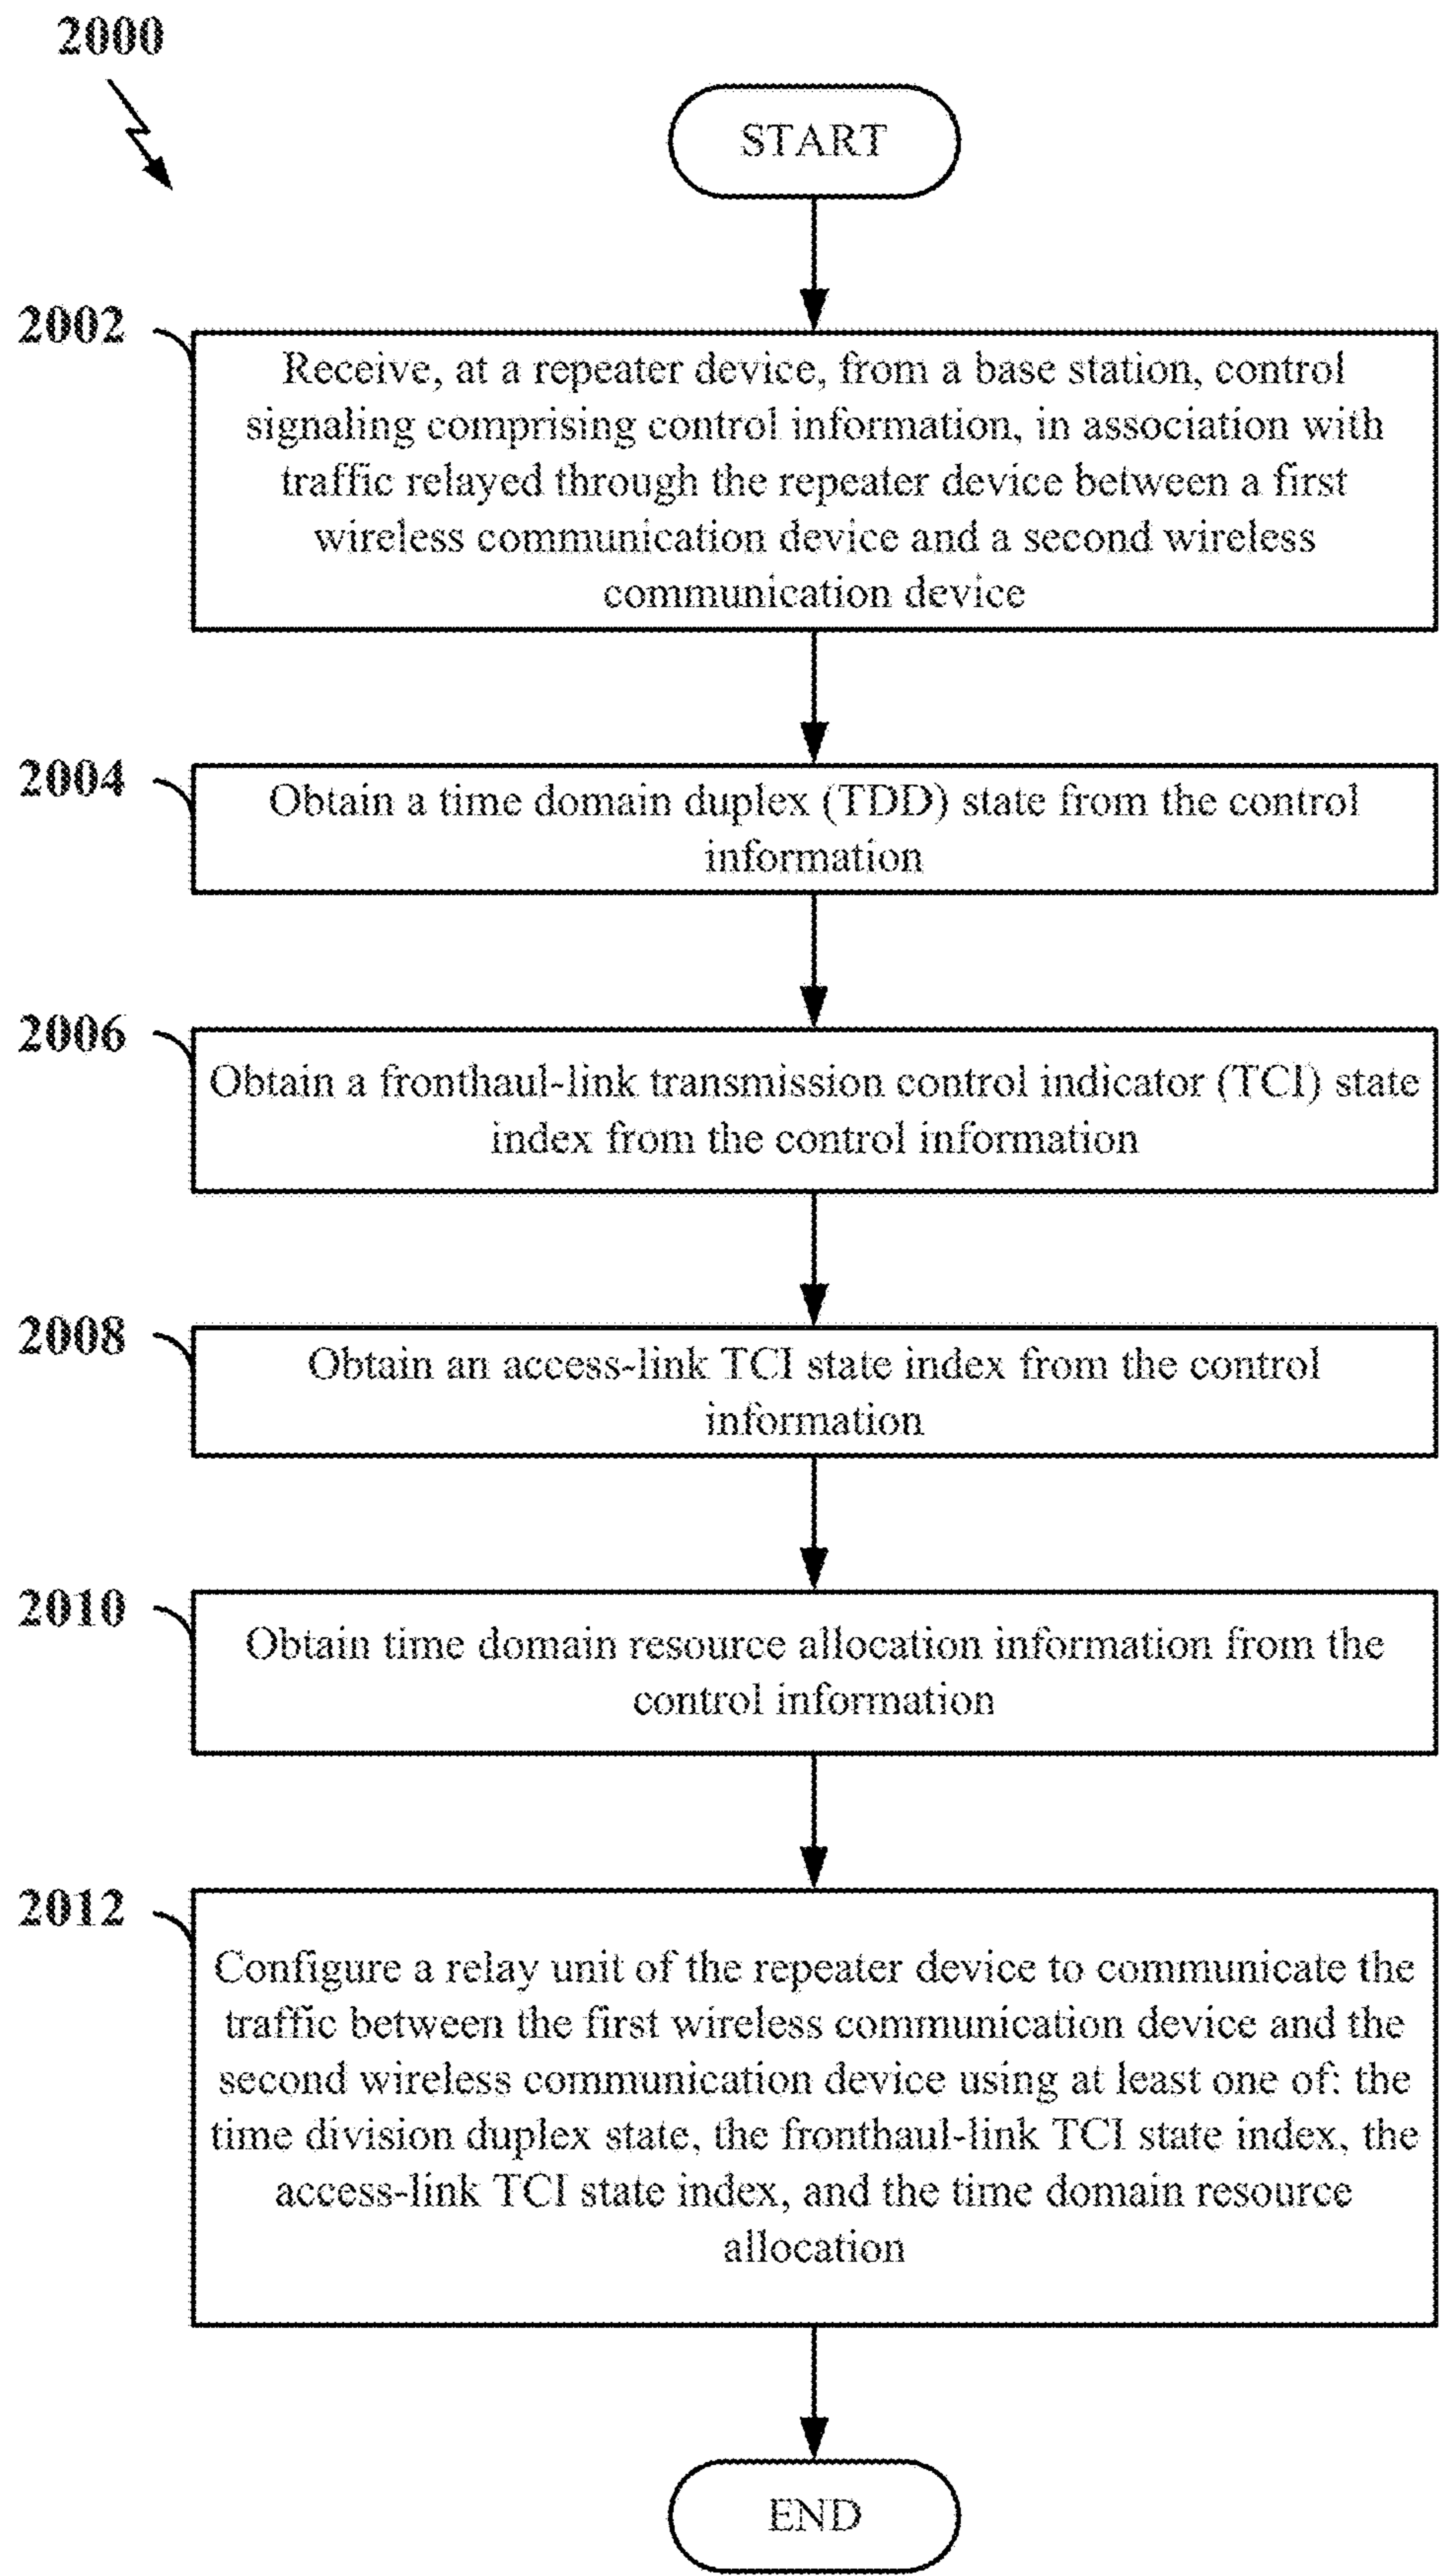 2000
START
2002
Receive, at a repeater device, from a base station, control
signaling comprising control information, in association with
traffic relayed through the repeater device between a first
wireless communication device and a second wireless
communication device
2004
Obtain a time domain duplex (TDD) state from the control
information
2006
Obtain a fronthaul-link transmission control indicator (TCI) state
index from the control information
2008
Obtain an access-link TCI state index from the control
information
2010
Obtain time domain resource allocation information from the
control information
2012
Configure a relay unit of the repeater device to communicate the
traffic between the first wireless communication device and the
second wireless communication device using at least one of: the
time division duplex state, the fronthaul-link TCI state index, the
access-link TCI state index, and the time domain resource
allocation
END